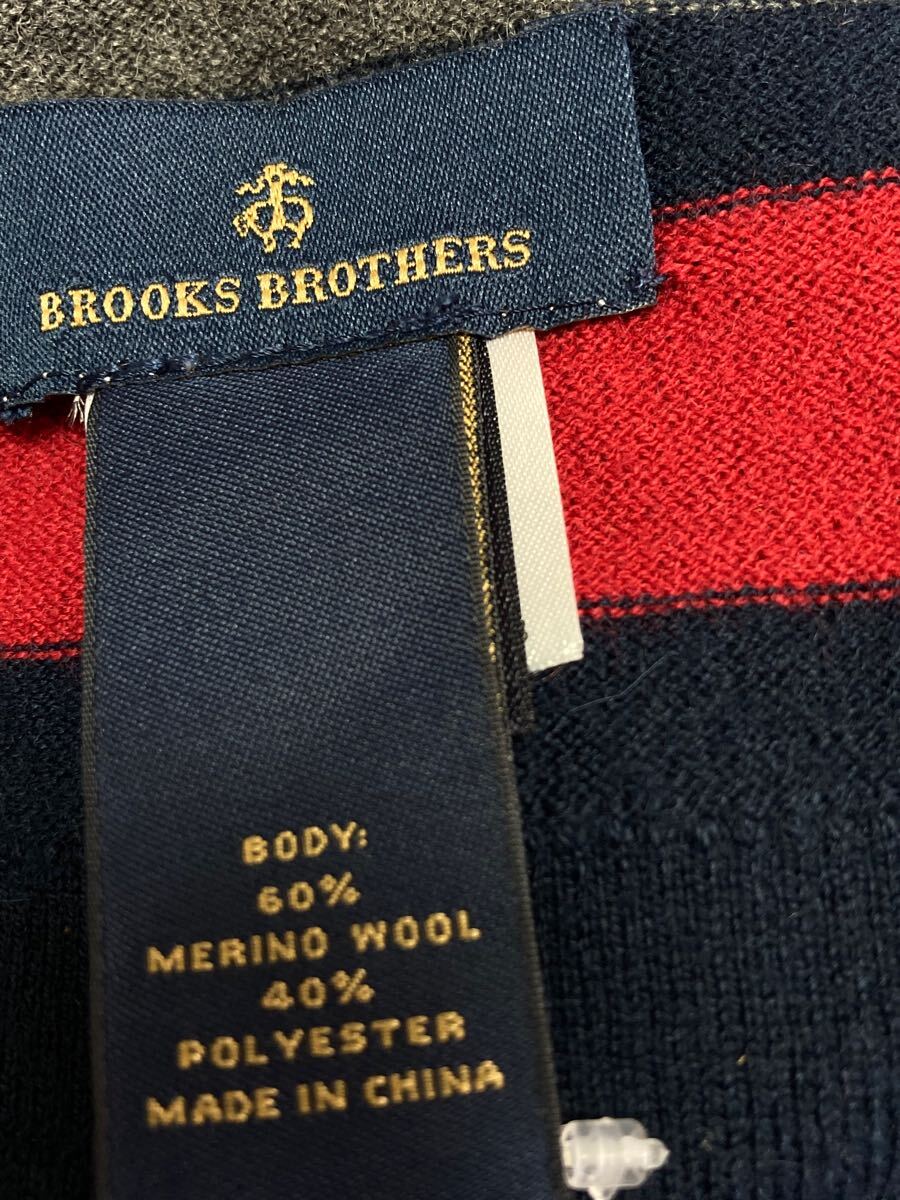 BROOKS BROTHERS
BODY:
60%
MERINO WOOL
40%
POLYESTER
MADE IN CHINA